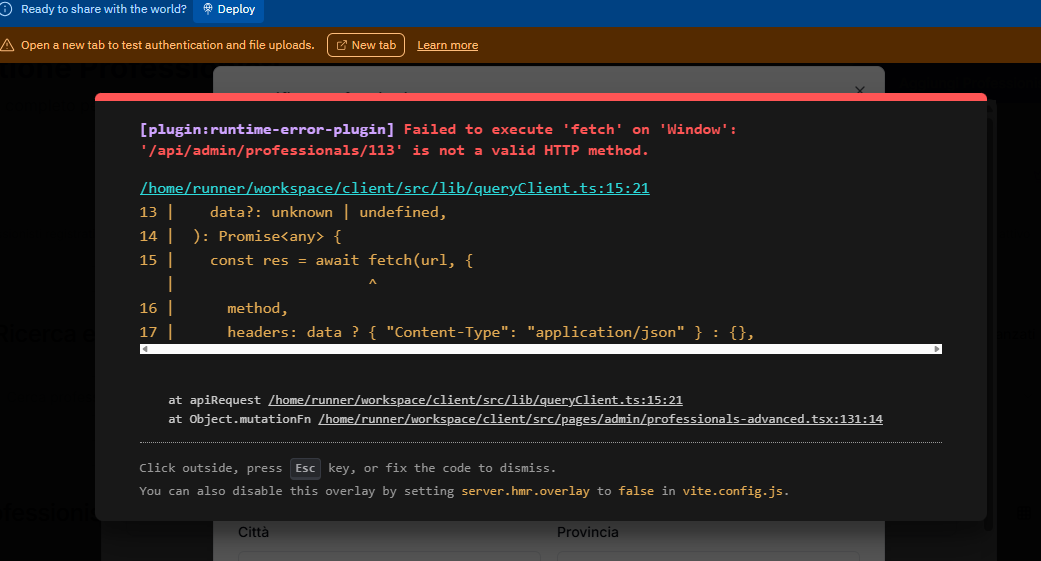 Ready to share with the world? Deploy
Open a new tab to test authentication and file uploads. New tab Learn more
[plugin:runtime-error-plugin] Failed to execute 'fetch' on 'Window':
'/api/admin/professionals/113' is not a valid HTTP method.
/home/runner/workspace/client/src/lib/queryClient.ts:15:21
13 |    data?: unknown | undefined,
14 |  ): Promise<any> {
15 |    const res = await fetch(url, {
   |                      ^
16 |      method,
17 |      headers: data ? { "Content-Type": "application/json" } : {},
at apiRequest /home/runner/workspace/client/src/lib/queryClient.ts:15:21
at Object.mutationFn /home/runner/workspace/client/src/pages/admin/professionals-advanced.tsx:131:14
Click outside, press Esc key, or fix the code to dismiss.
You can also disable this overlay by setting server.hmr.overlay to false in vite.config.js.
Città Provincia